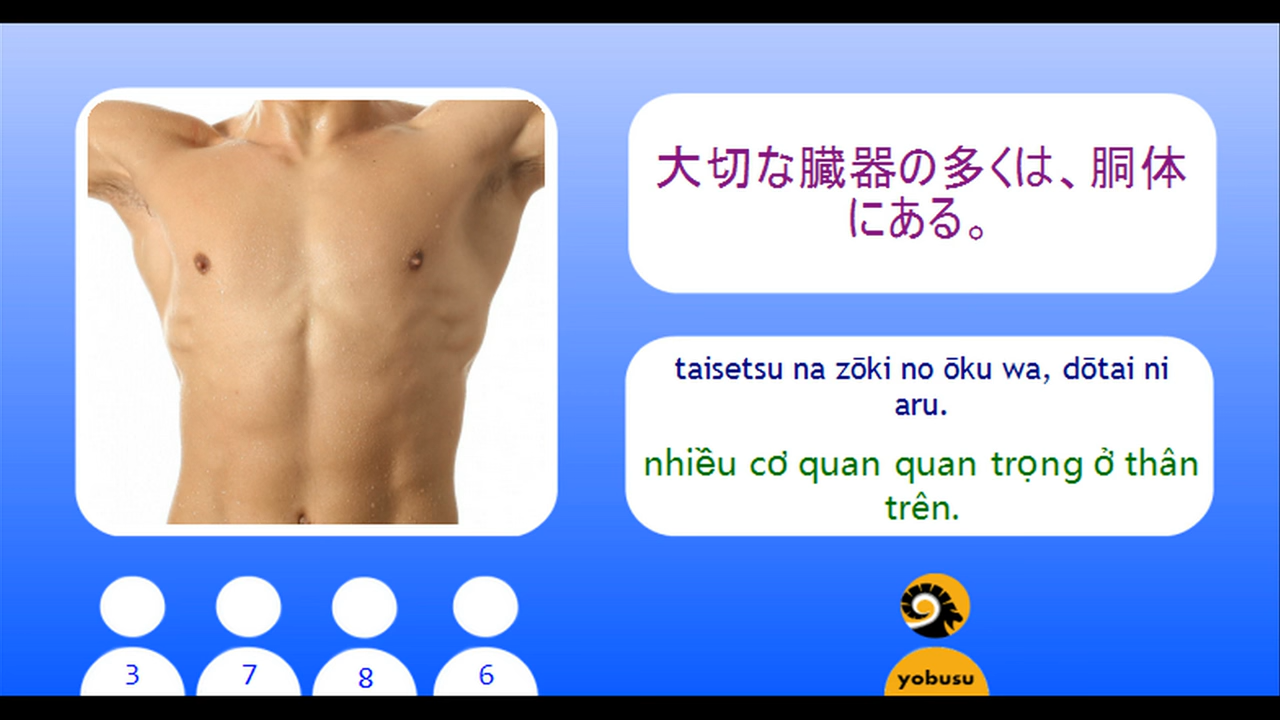 大切な臓器の多くは、胴体
にある。
taisetsu na zōki no ōku wa, dōtai ni
aru.
nhiều cơ quan quan trọng ở thân
trên.
3 7 8 6
yobusu